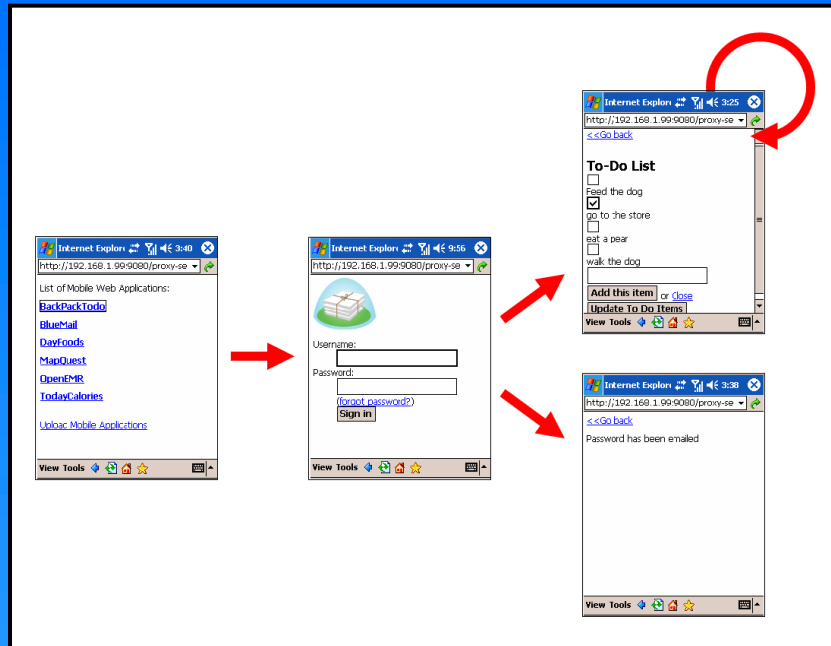 Internet Explor 3:40
http://192.168.1.99:9080/proxy-se
List of Mobile Web Applications:
BackPackTodo
BlueMail
DayFoods
MapQuest
OpenEMR
TodayCalories
Upload Mobile Applications
View Tools
Internet Explor 9:56
http://192.168.1.99:9080/proxy-se
Username:
Password:
(forgot password?)
Sign in
View Tools
Internet Explor 3:25
http://192.168.1.99:9080/proxy-se
<<Go back
To-Do List
Feed the dog
go to the store
eat a pear
walk the dog
Add this item or Close
Update To Do Items
View Tools
Internet Explor 3:38
http://192.168.1.99:9080/proxy-se
<<Go back
Password has been emailed
View Tools